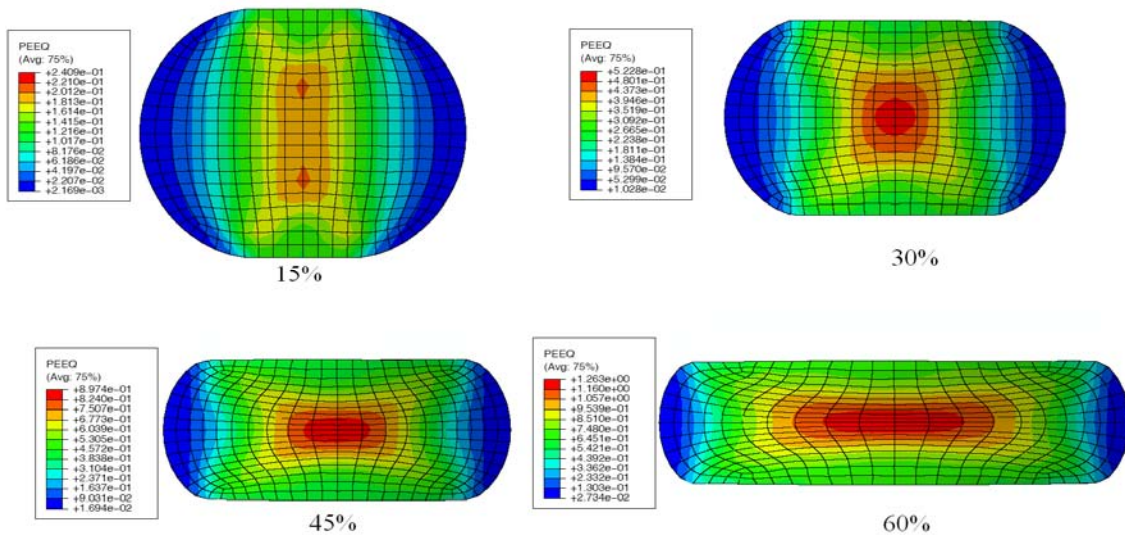 PEEQ
(Avg: 75%)
+2.409e-01
+2.210e-01
+2.012e-01
+1.813e-01
+1.614e-01
+1.415e-01
+1.216e-01
+1.017e-01
+8.176e-02
+6.186e-02
+4.197e-02
+2.207e-02
+2.169e-03
15%
PEEQ
(Avg: 75%)
+5.228e-01
+4.801e-01
+4.373e-01
+3.946e-01
+3.519e-01
+3.092e-01
+2.665e-01
+2.238e-01
+1.811e-01
+1.384e-01
+9.570e-02
+5.299e-02
+1.028e-02
30%
PEEQ
(Avg: 75%)
+8.974e-01
+8.240e-01
+7.507e-01
+6.773e-01
+6.039e-01
+5.305e-01
+4.572e-01
+3.838e-01
+3.104e-01
+2.371e-01
+1.637e-01
+9.031e-02
+1.694e-02
45%
PEEQ
(Avg: 75%)
+1.263e+00
+1.160e+00
+1.057e+00
+9.539e-01
+8.510e-01
+7.480e-01
+6.451e-01
+5.421e-01
+4.392e-01
+3.362e-01
+2.332e-01
+1.303e-01
+2.734e-02
60%